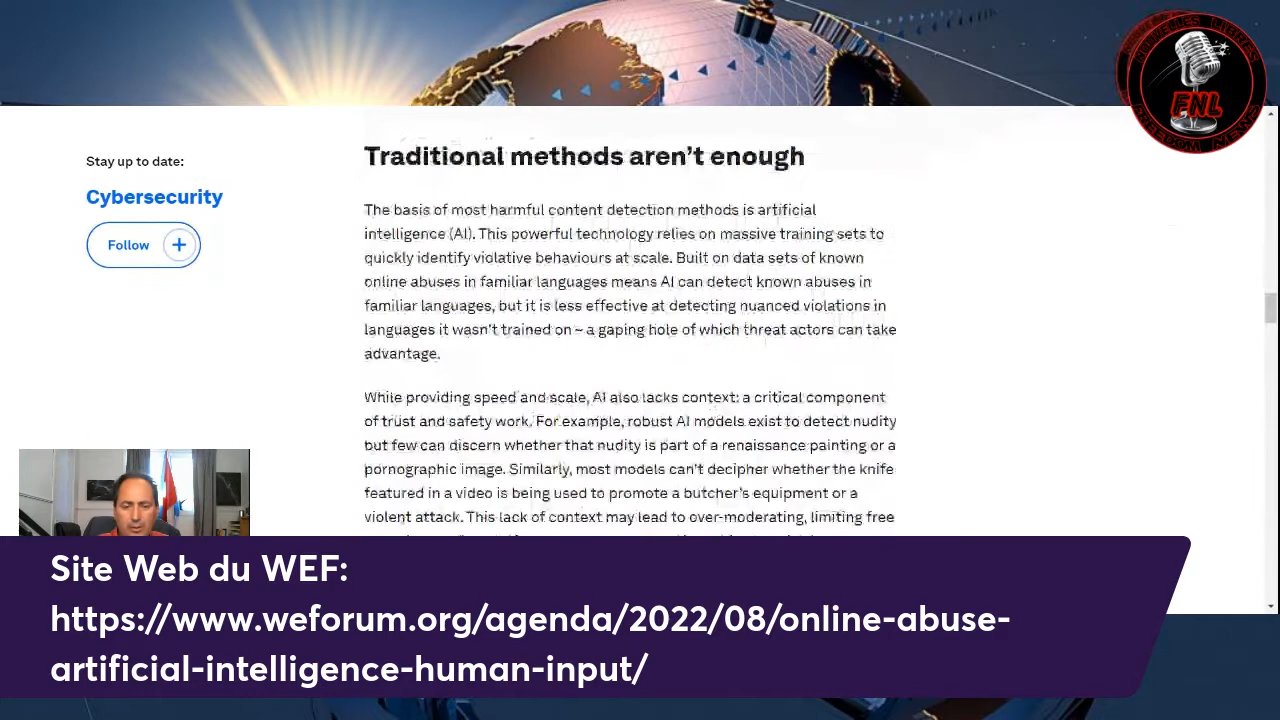 NOUVELLES LIBRES
FNL
FREEDOM NEWS
Stay up to date:
Cybersecurity
Follow +
Traditional methods aren't enough
The basis of most harmful content detection methods is artificial
intelligence (AI). This powerful technology relies on massive training sets to
quickly identify violative behaviours at scale. Built on data sets of known
online abuses in familiar languages means AI can detect known abuses in
familiar languages, but it is less effective at detecting nuanced violations in
languages it wasn't trained on – a gaping hole of which threat actors can take
advantage.
While providing speed and scale, AI also lacks context: a critical component
of trust and safety work. For example, robust AI models exist to detect nudity
but few can discern whether that nudity is part of a renaissance painting or a
pornographic image. Similarly, most models can't decipher whether the knife
featured in a video is being used to promote a butcher's equipment or a
violent attack. This lack of context may lead to over-moderating, limiting free
Site Web du WEF:
https://www.weforum.org/agenda/2022/08/online-abuse-
artificial-intelligence-human-input/